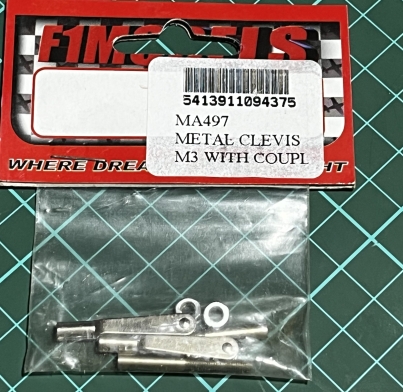 F1MODELS
5413911094375
MA497
METAL CLEVIS
M3 WITH COUPL
WHERE DREA